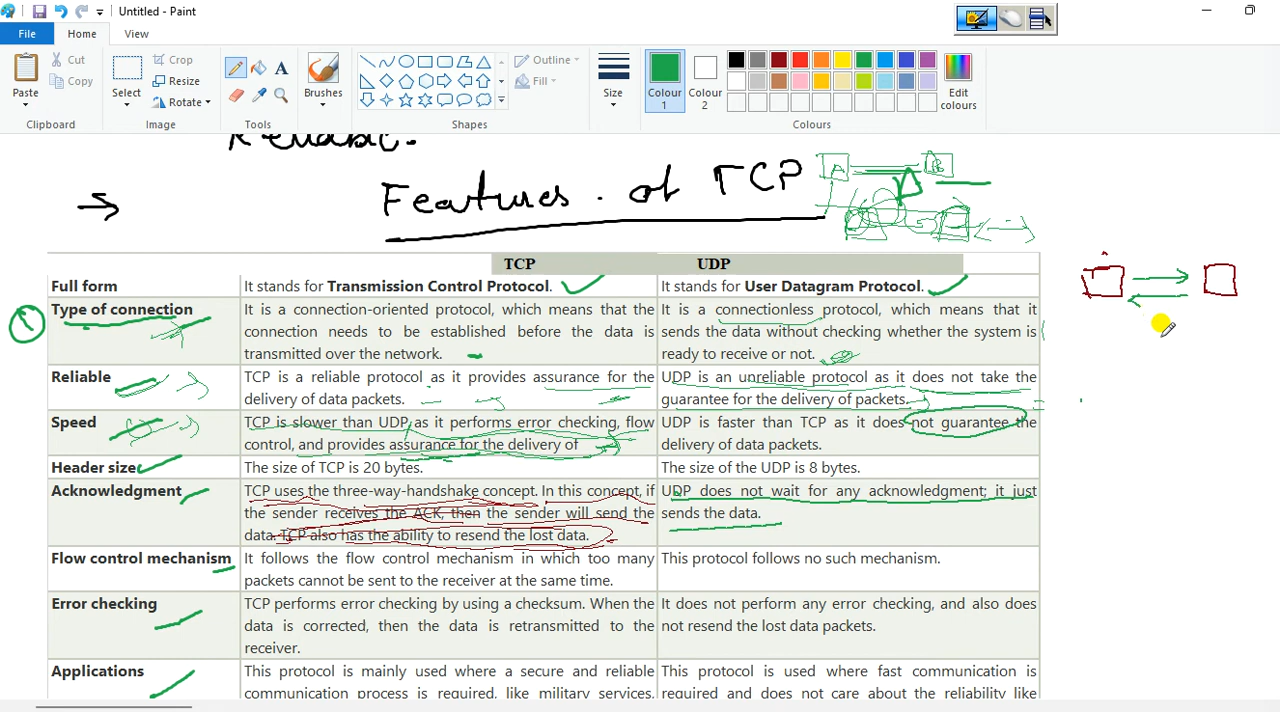 Untitled - Paint
File Home View
Paste Cut Copy Select Crop Resize Rotate Brushes Outline Fill Size Colour 1 Colour 2 Edit colours
Clipboard Image Tools Shapes Colours
Reliable.
→ Features of TCP A B
TCP UDP
Full form It stands for Transmission Control Protocol. It stands for User Datagram Protocol.
Type of connection It is a connection-oriented protocol, which means that the It is a connectionless protocol, which means that it
connection needs to be established before the data is sends the data without checking whether the system is
transmitted over the network. ready to receive or not.
Reliable TCP is a reliable protocol as it provides assurance for the UDP is an unreliable protocol as it does not take the
delivery of data packets. guarantee for the delivery of packets.
Speed TCP is slower than UDP as it performs error checking, flow UDP is faster than TCP as it does not guarantee the
control, and provides assurance for the delivery of delivery of data packets.
Header size The size of TCP is 20 bytes. The size of the UDP is 8 bytes.
Acknowledgment TCP uses the three-way-handshake concept. In this concept, if UDP does not wait for any acknowledgment; it just
the sender receives the ACK, then the sender will send the sends the data.
data. TCP also has the ability to resend the lost data.
Flow control mechanism It follows the flow control mechanism in which too many This protocol follows no such mechanism.
packets cannot be sent to the receiver at the same time.
Error checking TCP performs error checking by using a checksum. When the It does not perform any error checking, and also does
data is corrected, then the data is retransmitted to the not resend the lost data packets.
receiver.
Applications This protocol is mainly used where a secure and reliable This protocol is used where fast communication is
communication process is required, like military services, required and does not care about the reliability like